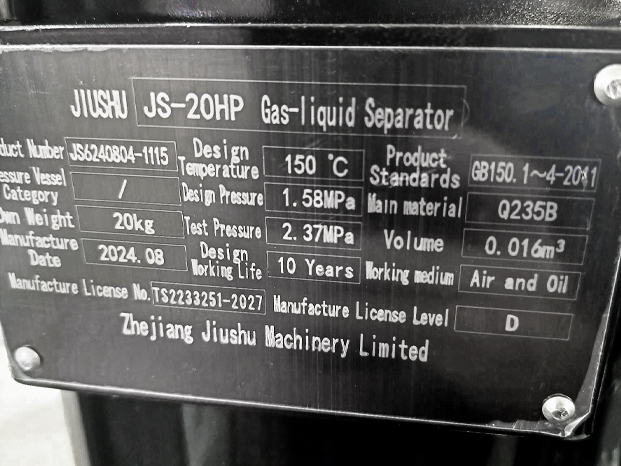 JIUSHU JS-20HP Gas-liquid Separator
duct Number JS6240804-1115 Design Temperature 150 ℃ Product Standards GB150.1~4-2011
essure Vessel Category / Design Pressure 1.58MPa Main material Q235B
Own Weight 20kg Test Pressure 2.37MPa Volume 0.016m³
Manufacture Date 2024.08 Design Working Life 10 Years Working medium Air and Oil
Manufacture License No. TS2233251-2027 Manufacture License Level D
Zhejiang Jiushu Machinery Limited